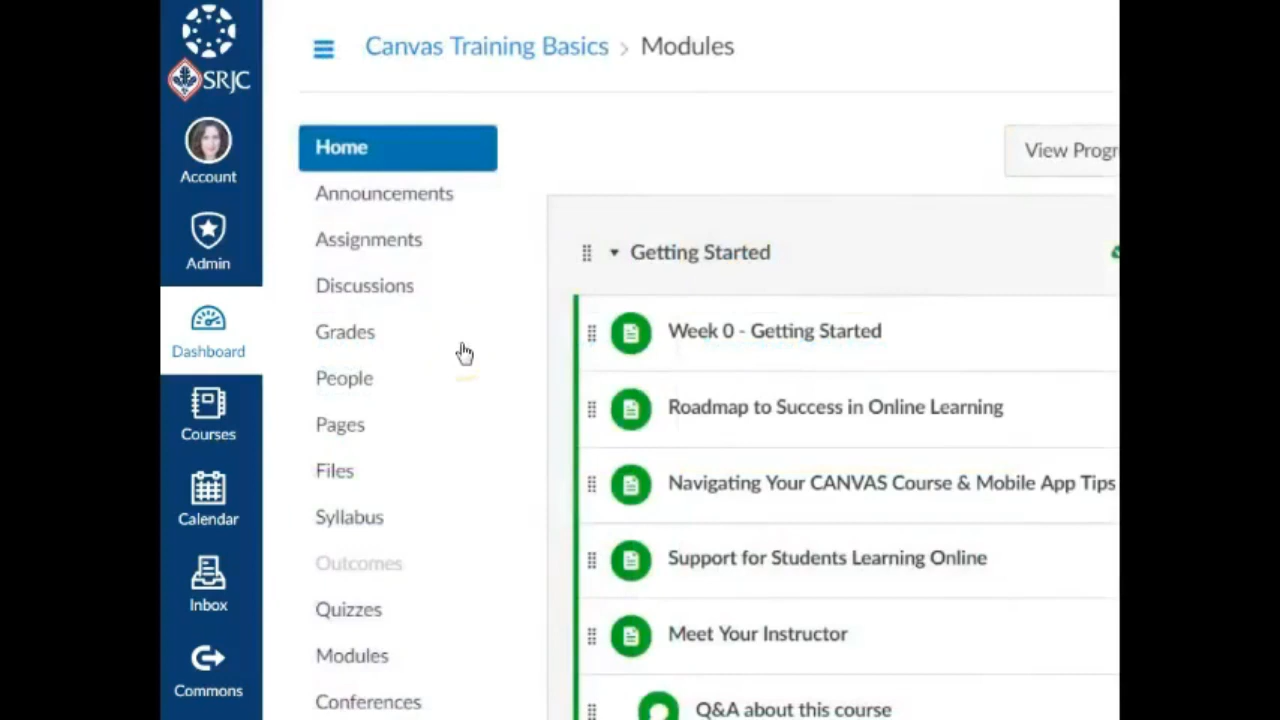 SRJC
Account
Admin
Dashboard
Courses
Calendar
Inbox
Commons
Canvas Training Basics > Modules
Home
Announcements
Assignments
Discussions
Grades
People
Pages
Files
Syllabus
Outcomes
Quizzes
Modules
Conferences
View Progr
Getting Started
Week 0 - Getting Started
Roadmap to Success in Online Learning
Navigating Your CANVAS Course & Mobile App Tips
Support for Students Learning Online
Meet Your Instructor
Q&A about this course